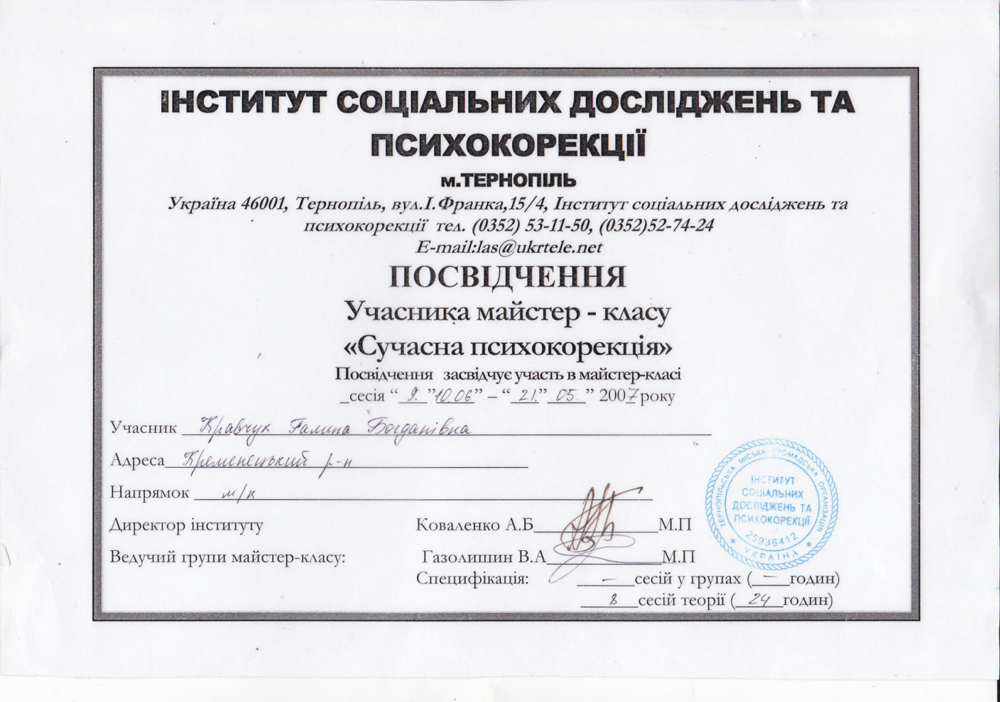 ІНСТИТУТ СОЦІАЛЬНИХ ДОСЛІДЖЕНЬ ТА
ПСИХОКОРЕКЦІЇ
м.ТЕРНОПІЛЬ
Україна 46001, Тернопіль, вул.І.Франка,15/4, Інститут соціальних досліджень та
психокорекції тел. (0352) 53-11-50, (0352)52-74-24
E-mail:las@ukrtele.net
ПОСВІДЧЕННЯ
Учасника майстер - класу
«Сучасна психокорекція»
Посвідчення засвідчує участь в майстер-класі
_сесія “ 9. ”10.06” – “ 21.” 05. ” 2007 року
Учасник Кравчук Галина Богданівна
Адреса Кременецький р-н
Напрямок м/к
Директор інституту Коваленко А.Б М.П
Ведучий групи майстер-класу: Газолишин В.А М.П
Специфікація: — сесій у групах ( — годин)
8 сесій теорії ( 24 годин)
ТЕРНОПІЛЬСЬКА МІСЬКА ГРОМАДСЬКА ОРГАНІЗАЦІЯ
ІНСТИТУТ
СОЦІАЛЬНИХ
ДОСЛІДЖЕНЬ ТА
ПСИХОКОРЕКЦІЇ
25936412
* УКРАЇНА *